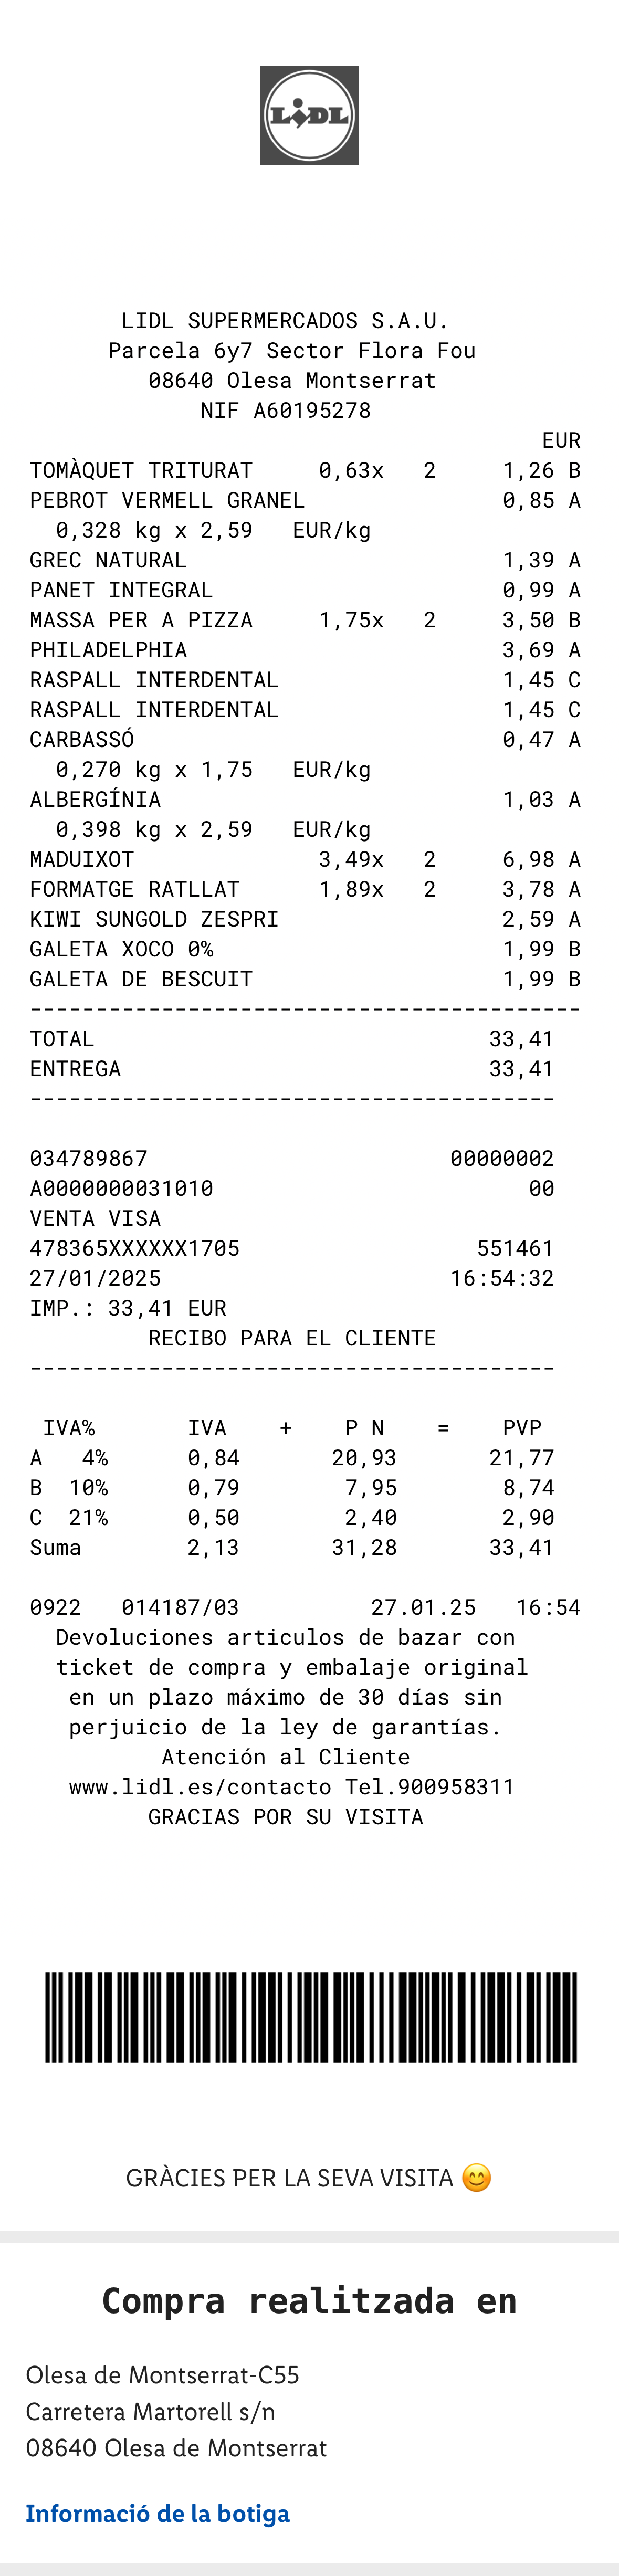 LIDL
LIDL SUPERMERCADOS S.A.U.
Parcela 6y7 Sector Flora Fou
08640 Olesa Montserrat
NIF A60195278
EUR
TOMÀQUET TRITURAT 0,63x 2 1,26 B
PEBROT VERMELL GRANEL 0,85 A
0,328 kg x 2,59 EUR/kg
GREC NATURAL 1,39 A
PANET INTEGRAL 0,99 A
MASSA PER A PIZZA 1,75x 2 3,50 B
PHILADELPHIA 3,69 A
RASPALL INTERDENTAL 1,45 C
RASPALL INTERDENTAL 1,45 C
CARBASSÓ 0,47 A
0,270 kg x 1,75 EUR/kg
ALBERGÍNIA 1,03 A
0,398 kg x 2,59 EUR/kg
MADUIXOT 3,49x 2 6,98 A
FORMATGE RATLLAT 1,89x 2 3,78 A
KIWI SUNGOLD ZESPRI 2,59 A
GALETA XOCO 0% 1,99 B
GALETA DE BESCUIT 1,99 B
------------------------------------------
TOTAL 33,41
ENTREGA 33,41
----------------------------------------
034789867 00000002
A0000000031010 00
VENTA VISA
478365XXXXXX1705 551461
27/01/2025 16:54:32
IMP.: 33,41 EUR
RECIBO PARA EL CLIENTE
----------------------------------------
IVA% IVA + P N = PVP
A 4% 0,84 20,93 21,77
B 10% 0,79 7,95 8,74
C 21% 0,50 2,40 2,90
Suma 2,13 31,28 33,41
0922 014187/03 27.01.25 16:54
Devoluciones articulos de bazar con
ticket de compra y embalaje original
en un plazo máximo de 30 días sin
perjuicio de la ley de garantías.
Atención al Cliente
www.lidl.es/contacto Tel.900958311
GRACIAS POR SU VISITA
GRÀCIES PER LA SEVA VISITA 😊
Compra realitzada en
Olesa de Montserrat-C55
Carretera Martorell s/n
08640 Olesa de Montserrat
Informació de la botiga